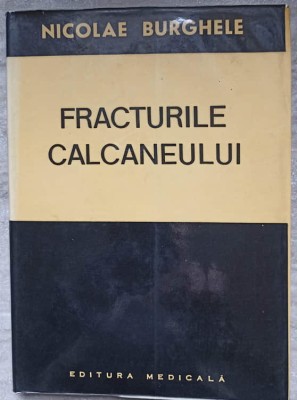 NICOLAE BURGHELE
FRACTURILE
CALCANEULUI
EDITURA MEDICALĂ